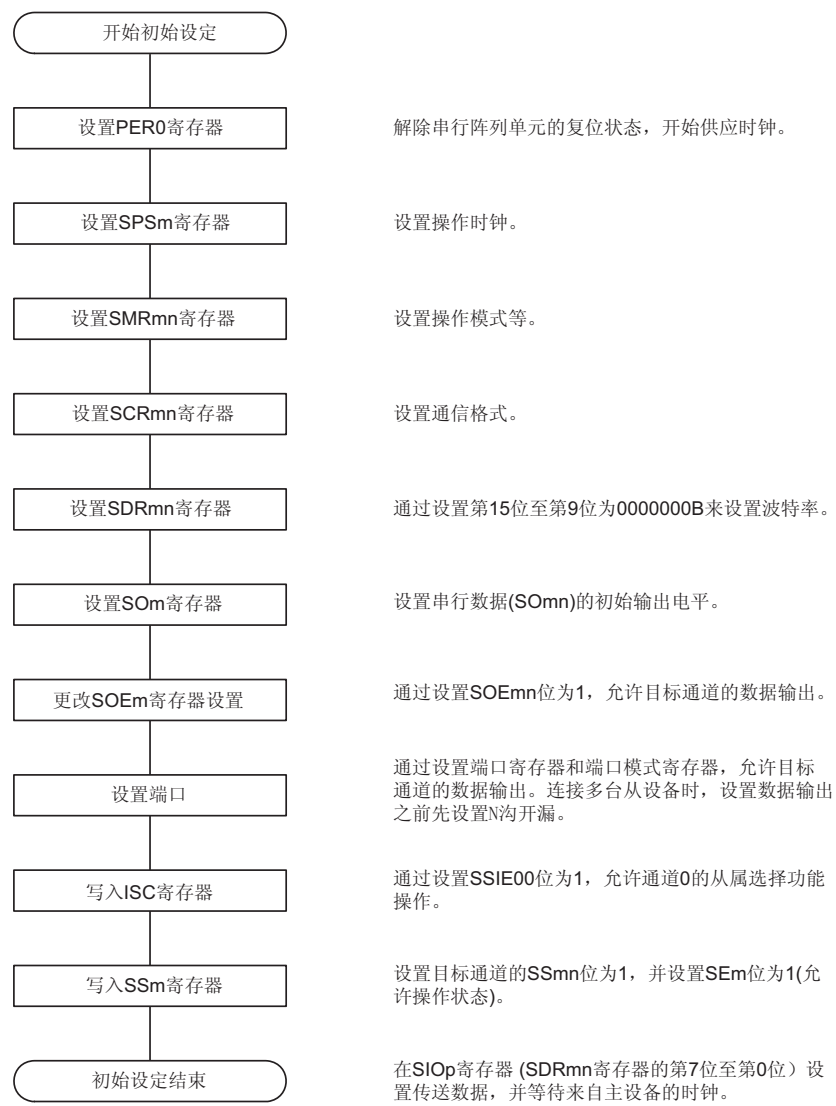 开始初始设定
设置PER0寄存器
解除串行阵列单元的复位状态，开始供应时钟。
设置SPSm寄存器
设置操作时钟。
设置SMRmn寄存器
设置操作模式等。
设置SCRmn寄存器
设置通信格式。
设置SDRmn寄存器
通过设置第15位至第9位为0000000B来设置波特率。
设置SOm寄存器
设置串行数据(SOmn)的初始输出电平。
更改SOEm寄存器设置
通过设置SOEmn位为1，允许目标通道的数据输出。
设置端口
通过设置端口寄存器和端口模式寄存器，允许目标
通道的数据输出。连接多台从设备时，设置数据输出
之前先设置N沟开漏。
写入ISC寄存器
通过设置SSIE00位为1，允许通道0的从属选择功能
操作。
写入SSm寄存器
设置目标通道的SSmn位为1，并设置SEm位为1(允
许操作状态)。
初始设定结束
在SIOp寄存器 (SDRmn寄存器的第7位至第0位）设
置传送数据，并等待来自主设备的时钟。